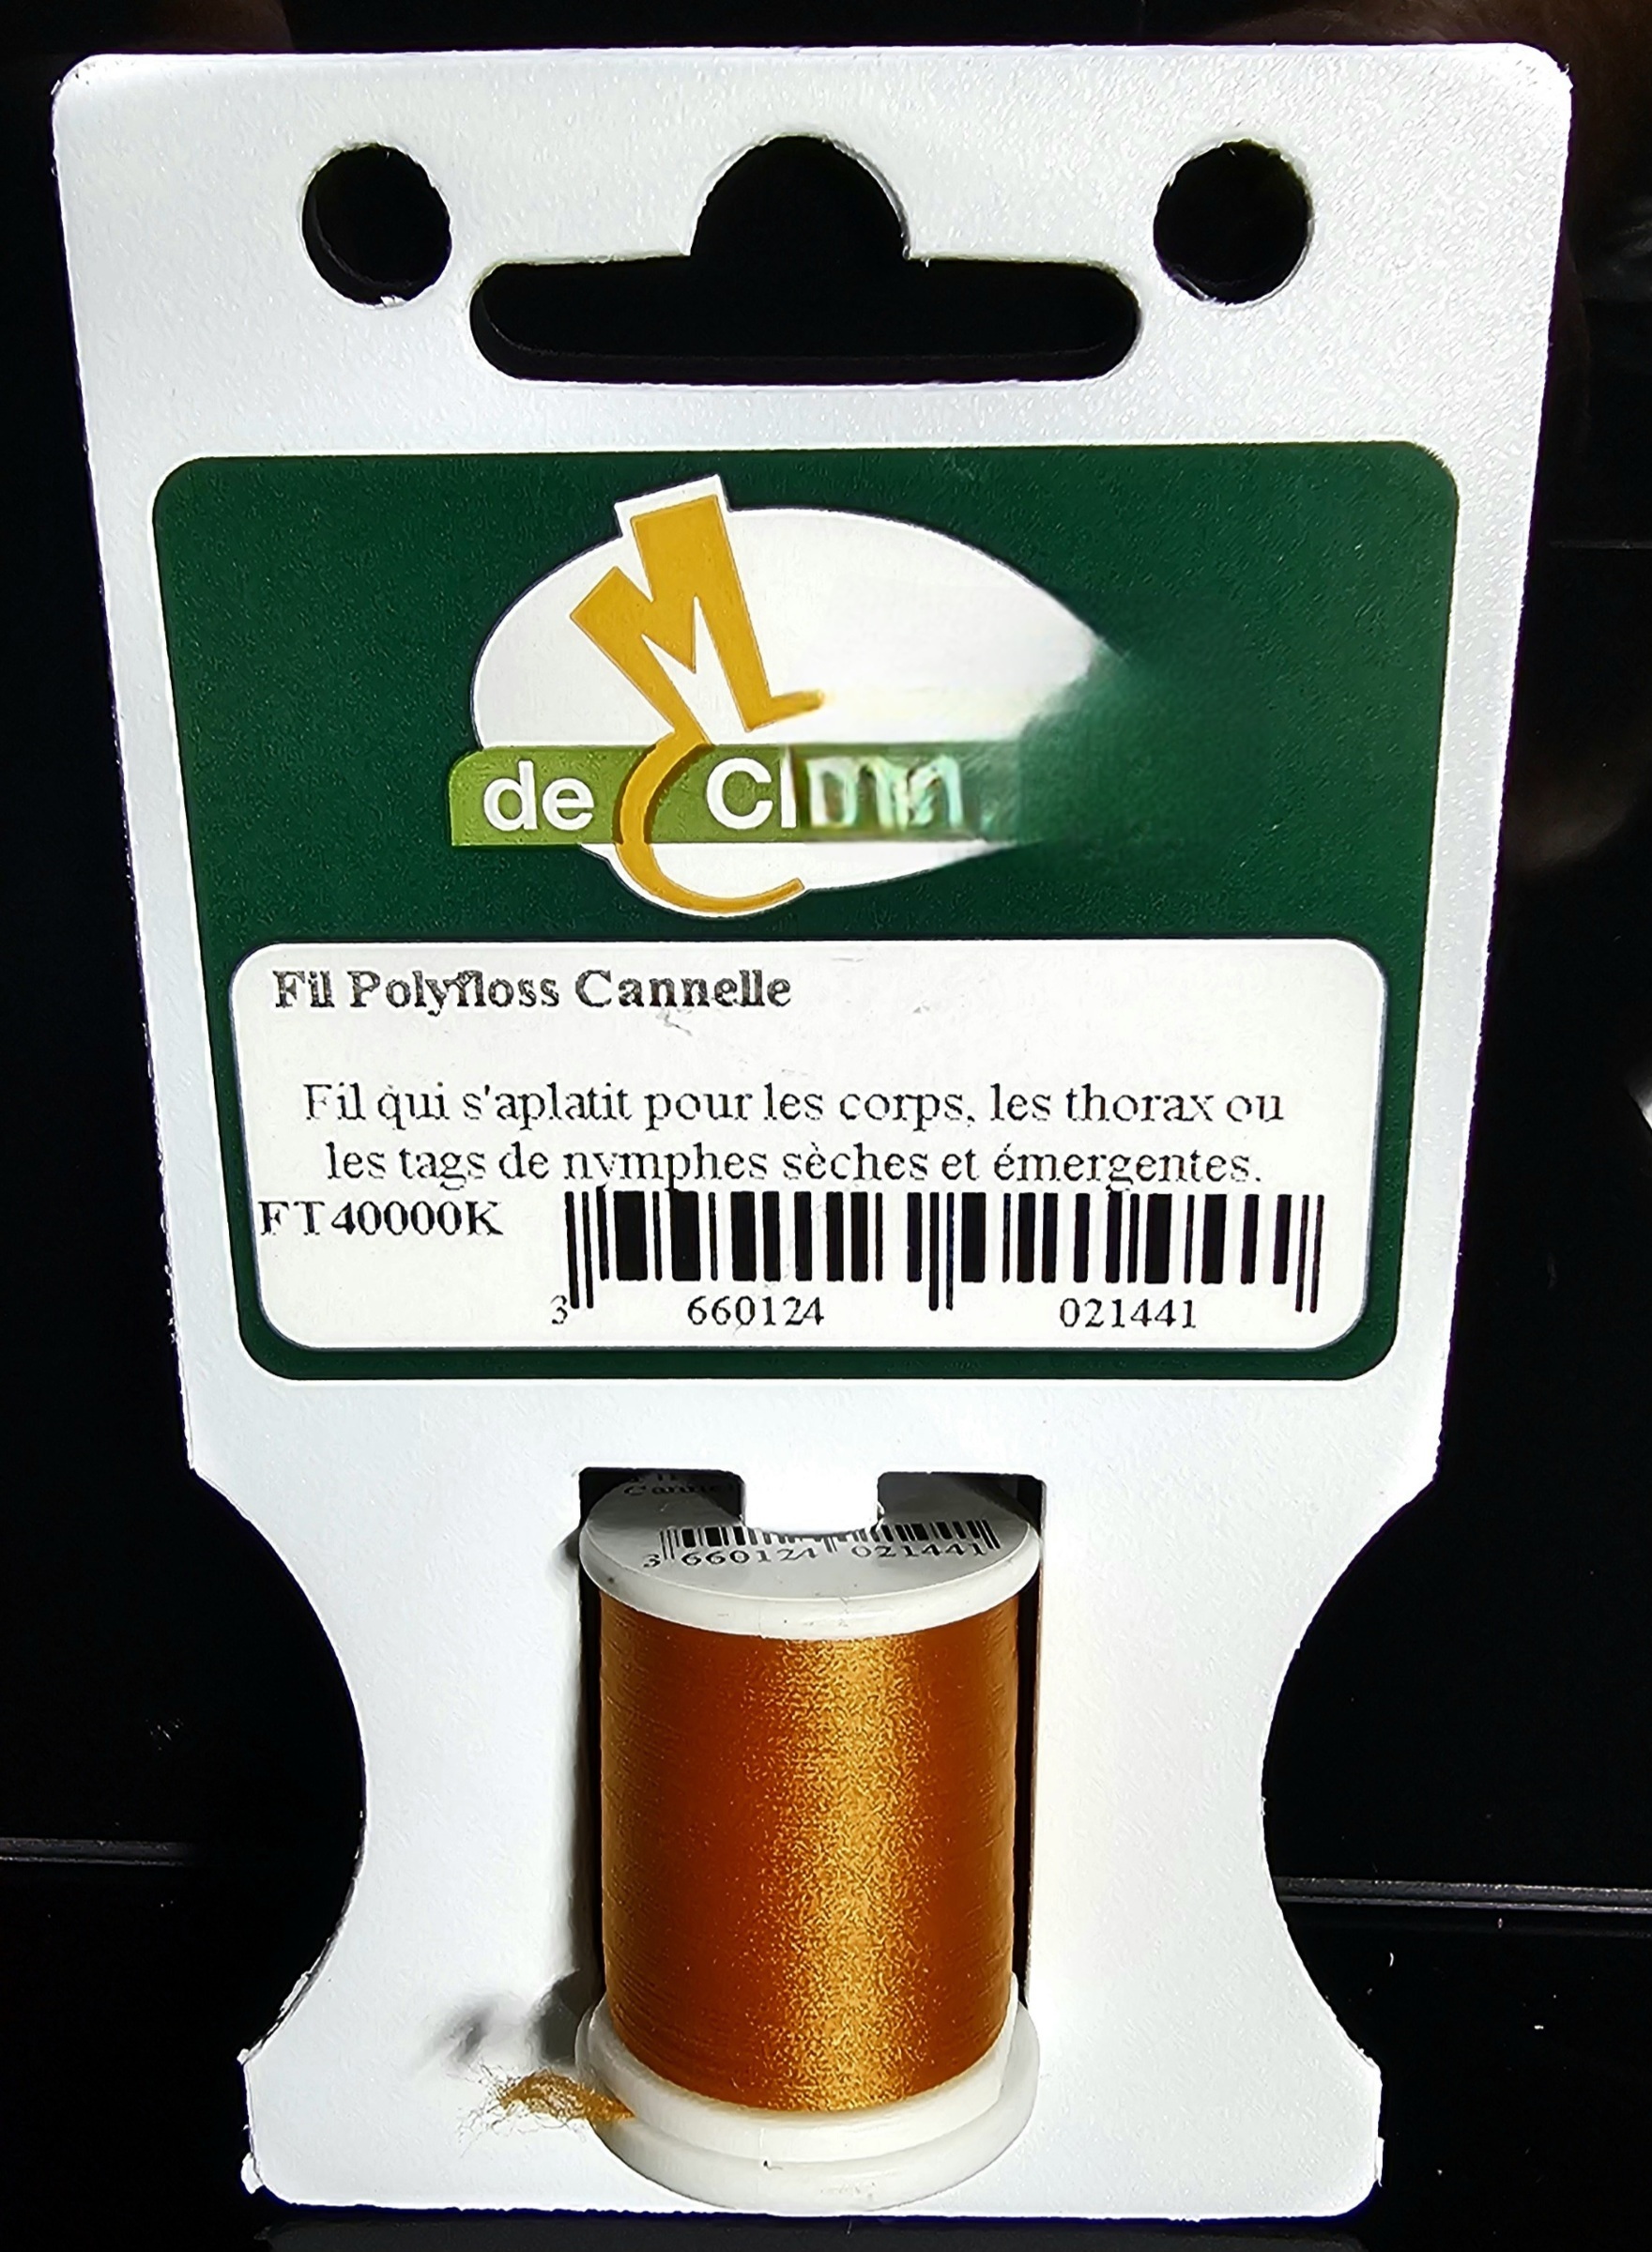 M
de
Fil Polyfloss Cannelle
Fil qui s'aplatit pour les corps, les thorax ou
les tags de nymphes sèches et émergentes.
FT40000K
3 660124 021441
3 660124 021441